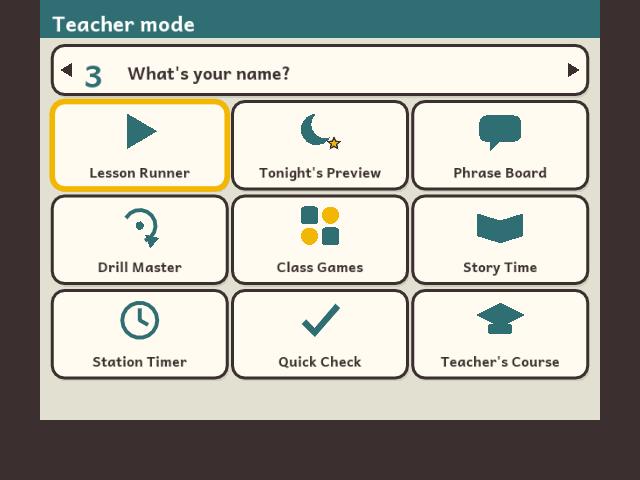 Teacher mode
3 What's your name?
Lesson Runner
Tonight's Preview
Phrase Board
Drill Master
Class Games
Story Time
Station Timer
Quick Check
Teacher's Course